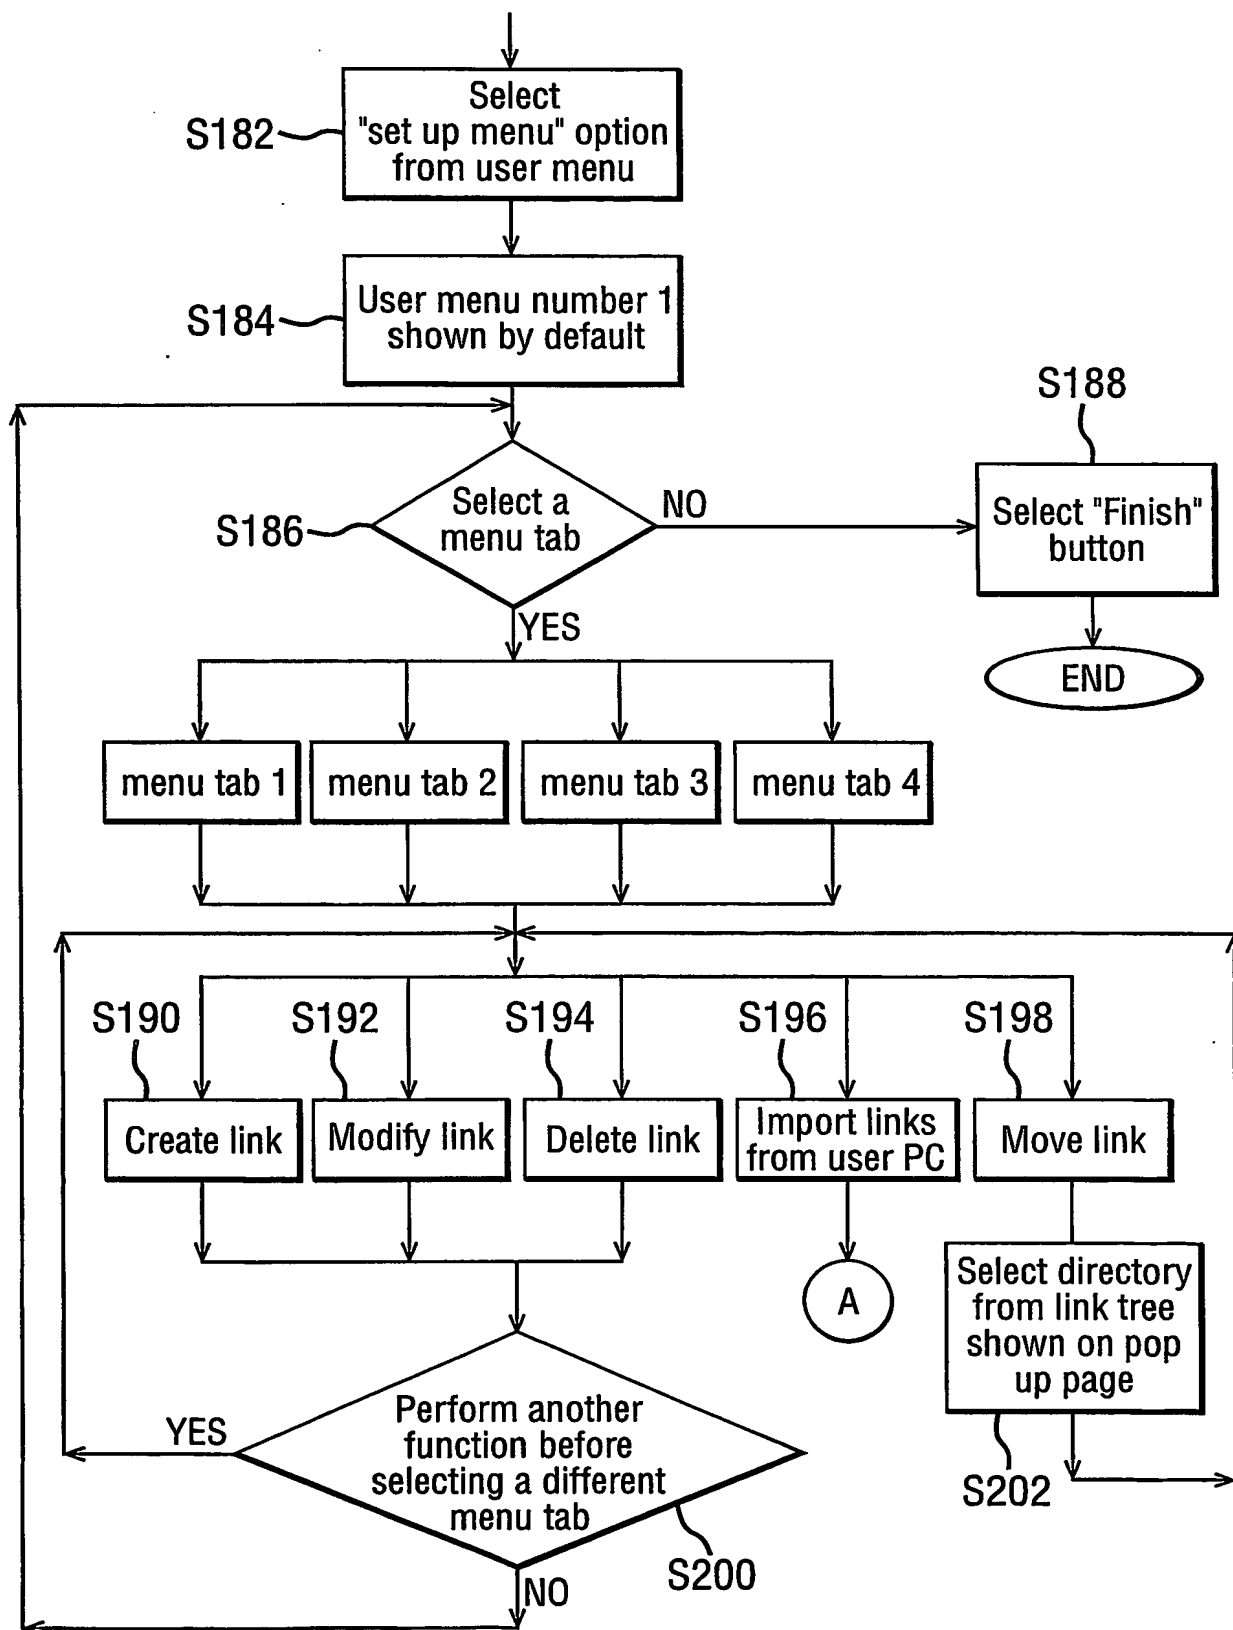 Select
"set up menu" option
from user menu
S182
User menu number 1
shown by default
S184
S188
Select a
menu tab
S186
NO
Select "Finish"
button
YES
END
menu tab 1
menu tab 2
menu tab 3
menu tab 4
S190
S192
S194
S196
S198
Create link
Modify link
Delete link
Import links
from user PC
Move link
A
Select directory
from link tree
shown on pop
up page
S202
Perform another
function before
selecting a different
menu tab
YES
S200
NO